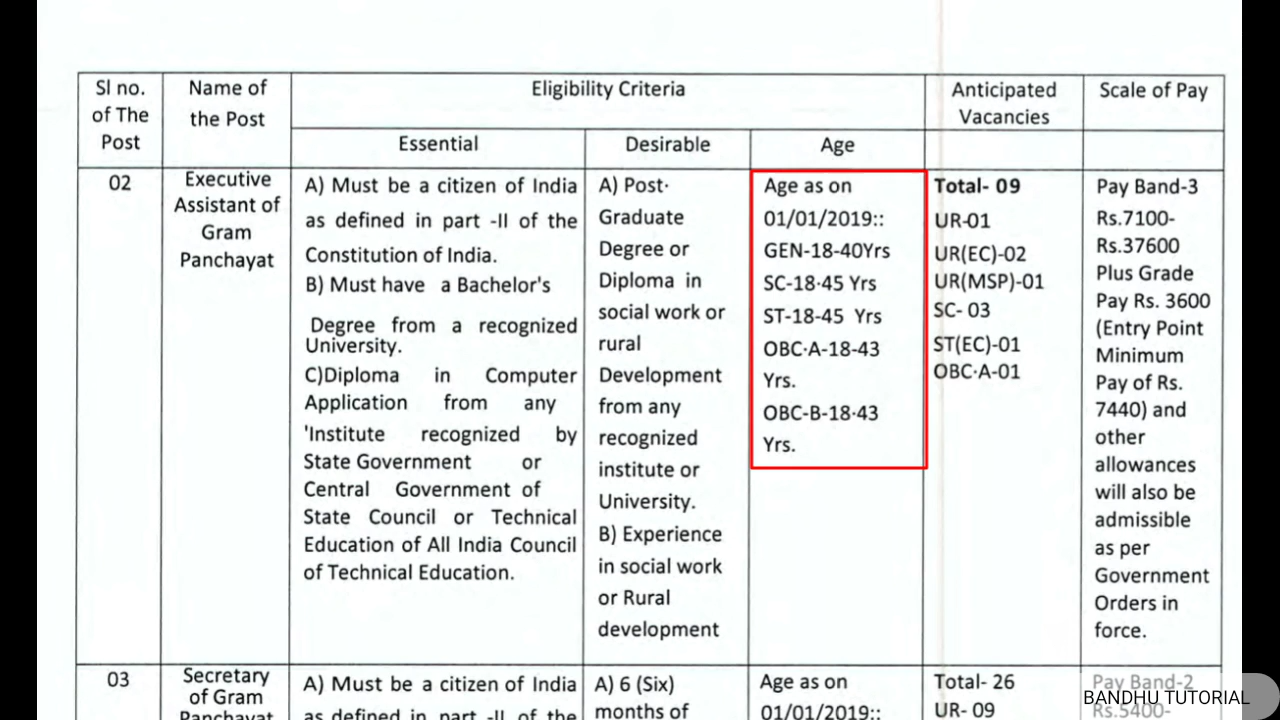 Sl no.
of The
Post
Name of
the Post
Eligibility Criteria
Anticipated
Vacancies
Scale of Pay
Essential
Desirable
Age
02
Executive
Assistant of
Gram
Panchayat
A) Must be a citizen of India
as defined in part -II of the
Constitution of India.
B) Must have a Bachelor's
Degree from a recognized
University.
C)Diploma in Computer
Application from any
'Institute recognized by
State Government or
Central Government of
State Council or Technical
Education of All India Council
of Technical Education.
A) Post·
Graduate
Degree or
Diploma in
social work or
rural
Development
from any
recognized
institute or
University.
B) Experience
in social work
or Rural
development
Age as on
01/01/2019::
GEN-18-40Yrs
SC-18·45 Yrs
ST-18-45 Yrs
OBC·A-18-43
Yrs.
OBC-B-18·43
Yrs.
Total- 09
UR-01
UR(EC)-02
UR(MSP)-01
SC- 03
ST(EC)-01
OBC·A-01
Pay Band-3
Rs.7100-
Rs.37600
Plus Grade
Pay Rs. 3600
(Entry Point
Minimum
Pay of Rs.
7440) and
other
allowances
will also be
admissible
as per
Government
Orders in
force.
03
Secretary
of Gram
Panchayat
A) Must be a citizen of India
as defined in part -II of the
A) 6 (Six)
months of
Age as on
01/01/2019::
Total- 26
UR- 09
Pay Band-2
Rs.5400-
BANDHU TUTORIAL